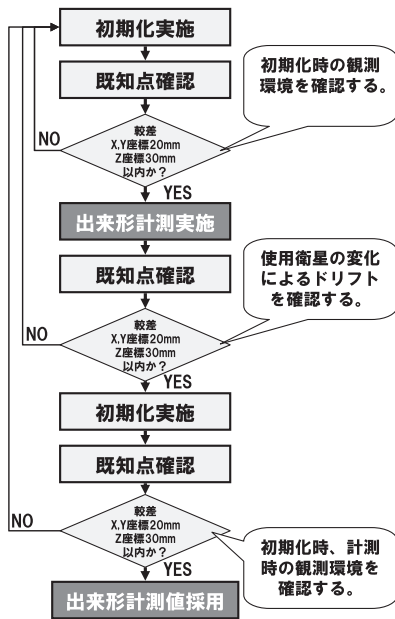 初期化実施
既知点確認
初期化時の観測
環境を確認する。
NO
較差
X,Y座標20mm
Z座標30mm
以内か？
YES
出来形計測実施
既知点確認
使用衛星の変化
によるドリフト
を確認する。
NO
較差
X,Y座標20mm
Z座標30mm
以内か？
YES
初期化実施
既知点確認
NO
較差
X,Y座標20mm
Z座標30mm
以内か？
YES
初期化時、計測
時の観測環境を
確認する。
出来形計測値採用